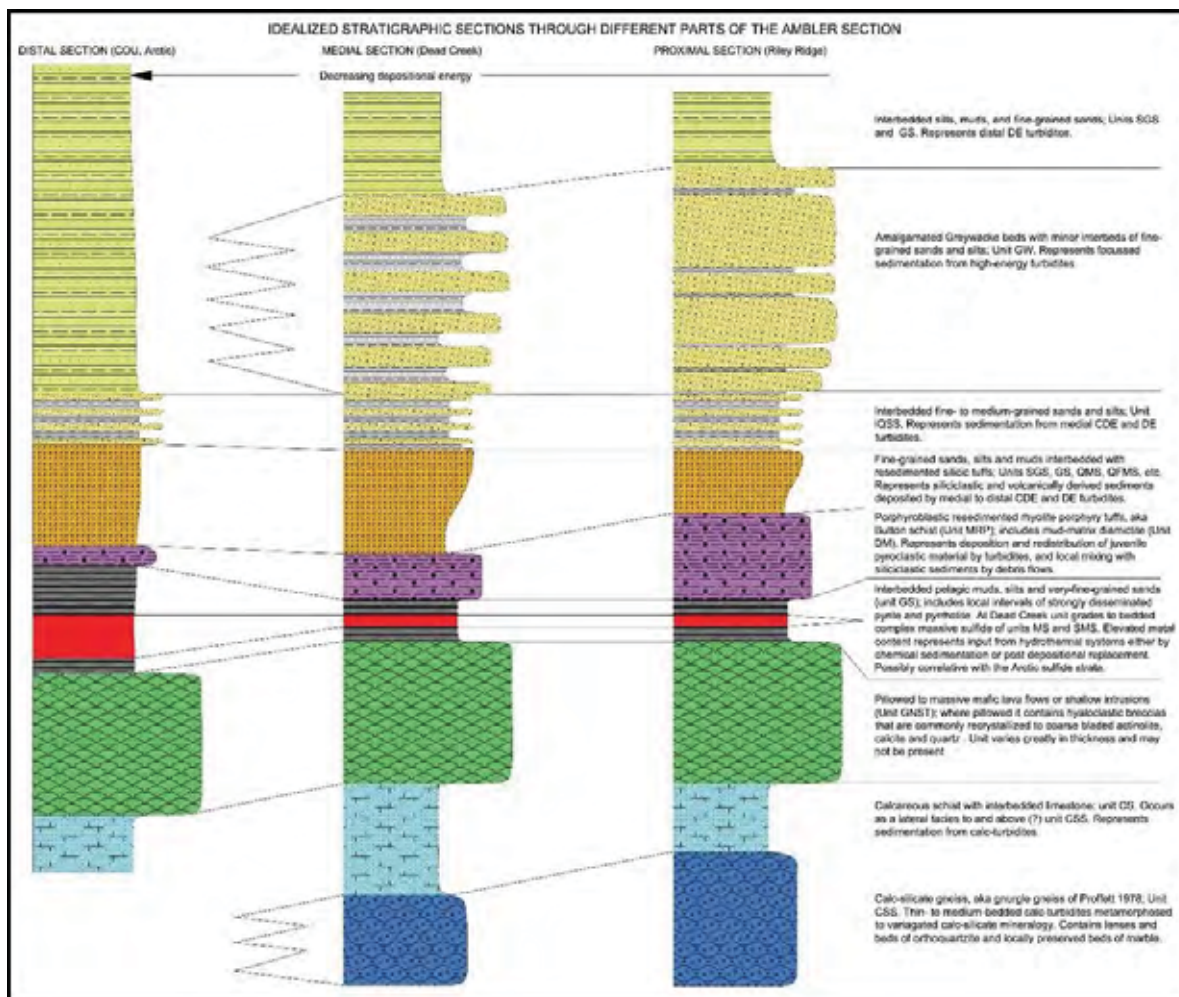 IDEALIZED STRATIGRAPHIC SECTIONS THROUGH DIFFERENT PARTS OF THE AMBLER SECTION
DISTAL SECTION (COU, Arctic)
MEDIAL SECTION (Dead Creek)
PROXIMAL SECTION (Riley Ridge)
Decreasing depositional energy
Interbedded silts, muds, and fine-grained sands; Units SGS
and GS. Represents distal DE turbidites.
Amalgamated Greywacke beds with minor interbeds of fine-
grained sands and silts; Unit GW. Represents focussed
sedimentation from high-energy turbidites
Interbedded fine- to medium-grained sands and silts; Unit
IQSS. Represents sedimentation from medial CDE and DE
turbidites.
Fine-grained sands, silts and muds interbedded with
resedimented silicic tuffs; Units SGS, GS, QMS, QFMS, etc.
Represents siliciclastic and volcanically derived sediments
deposited by medial to distal CDE and DE turbidites.
Porphyroblastic resedimented rhyolite porphyry tuffs, aka
Button schist (Unit MRP); includes mud-matrix diamictite (Unit
DM). Represents deposition and redistribution of juvenile
pyroclastic material by turbidites, and local mixing with
siliciclastic sediments by debris flows.
Interbedded pelagic muds, silts and very-fine-grained sands
(unit GS); includes local intervals of strongly disseminated
pyrite and pyrrhotite. At Dead Creek unit grades to bedded
complex massive sulfide of units MS and SMS. Elevated metal
content represents input from hydrothermal systems either by
chemical sedimentation or post depositional replacement.
Possibly correlative with the Arctic sulfide strata.
Pillowed to massive mafic lava flows or shallow intrusions
(Unit GNST); where pillowed it contains hyaloclastic breccias
that are commonly recrystallized to coarse bladed actinolite,
calcite and quartz. Unit varies greatly in thickness and may
not be present
Calcareous schist with interbedded limestone; unit CS. Occurs
as a lateral facies to and above (?) unit CSS. Represents
sedimentation from calc-turbidites.
Calc-silicate gneiss, aka gnurgle gneiss of Proffett 1978; Unit
CSS. Thin- to medium-bedded calc-turbidites metamorphosed
to variagated calc-silicate mineralogy. Contains lenses and
beds of orthoquartzite and locally preserved beds of marble.